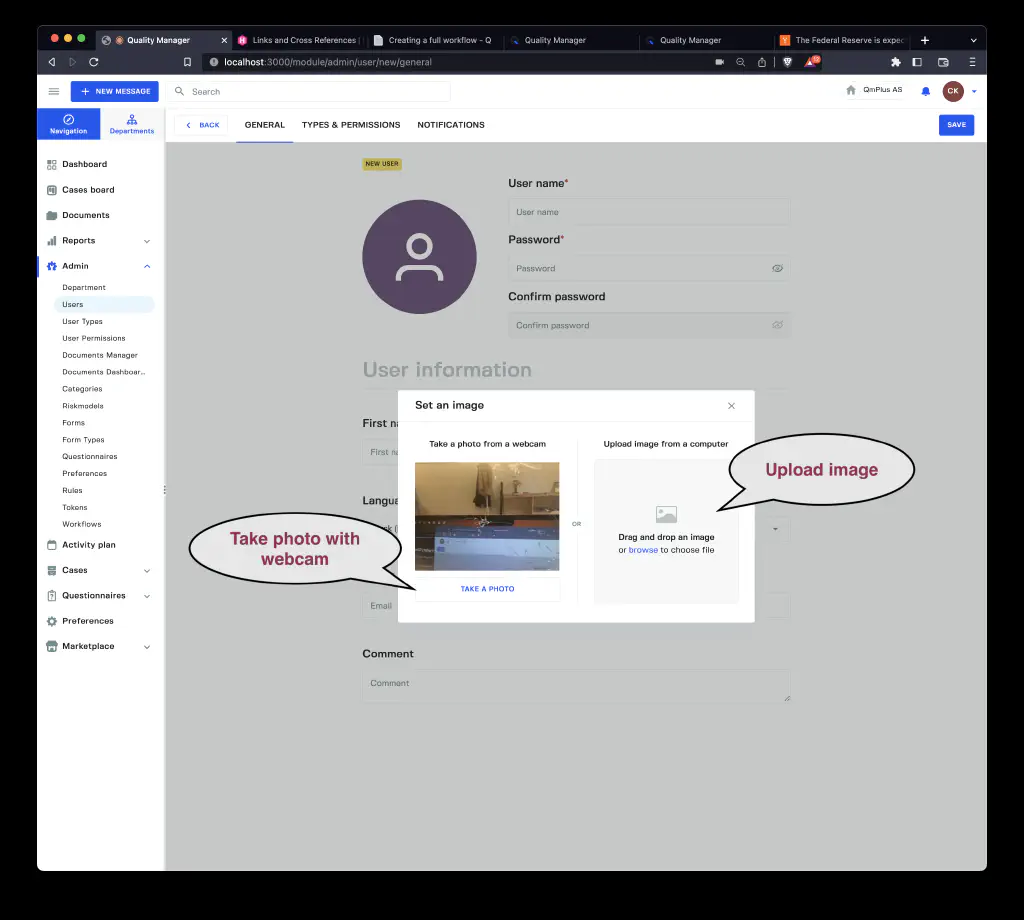 Quality Manager
Links and Cross References
Creating a full workflow - Q
Quality Manager
Quality Manager
The Federal Reserve is expec
localhost:3000/module/admin/user/new/general
NEW MESSAGE
Search
QmPlus AS
CK
Navigation
Departments
BACK
GENERAL
TYPES & PERMISSIONS
NOTIFICATIONS
SAVE
Dashboard
Cases board
Documents
Reports
Admin
Department
Users
User Types
User Permissions
Documents Manager
Documents Dashboar...
Categories
Riskmodels
Forms
Form Types
Questionnaires
Preferences
Rules
Tokens
Workflows
Activity plan
Cases
Questionnaires
Preferences
Marketplace
NEW USER
User name*
User name
Password*
Password
Confirm password
Confirm password
User information
First na
First na
Langua
Email
Comment
Comment
Set an image
Take a photo from a webcam
TAKE A PHOTO
OR
Upload image from a computer
Drag and drop an image
or browse to choose file
Take photo with
webcam
Upload image